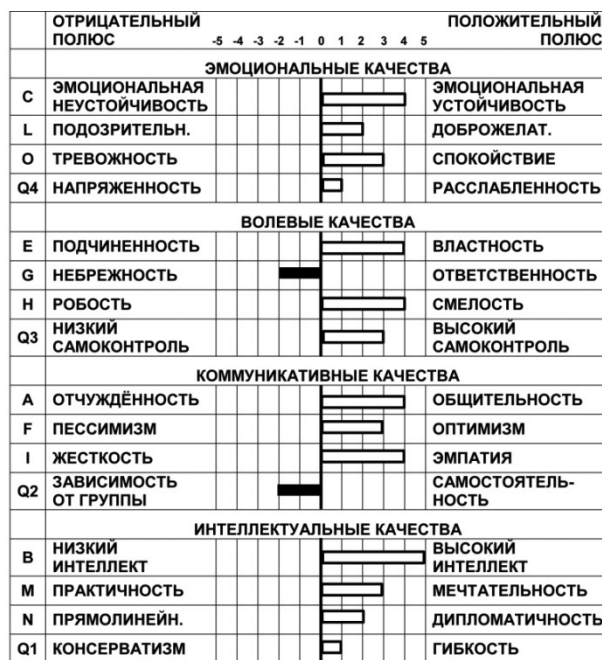 ОТРИЦАТЕЛЬНЫЙ ПОЛОЖИТЕЛЬНЫЙ
ПОЛЮС -5 -4 -3 -2 -1 0 1 2 3 4 5 ПОЛЮС
ЭМОЦИОНАЛЬНЫЕ КАЧЕСТВА
C ЭМОЦИОНАЛЬНАЯ ЭМОЦИОНАЛЬНАЯ
НЕУСТОЙЧИВОСТЬ УСТОЙЧИВОСТЬ
L ПОДОЗРИТЕЛЬН. ДОБРОЖЕЛАТ.
O ТРЕВОЖНОСТЬ СПОКОЙСТВИЕ
Q4 НАПРЯЖЕННОСТЬ РАССЛАБЛЕННОСТЬ
ВОЛЕВЫЕ КАЧЕСТВА
E ПОДЧИНЕННОСТЬ ВЛАСТНОСТЬ
G НЕБРЕЖНОСТЬ ОТВЕТСТВЕННОСТЬ
H РОБОСТЬ СМЕЛОСТЬ
Q3 НИЗКИЙ ВЫСОКИЙ
САМОКОНТРОЛЬ САМОКОНТРОЛЬ
КОММУНИКАТИВНЫЕ КАЧЕСТВА
A ОТЧУЖДЁННОСТЬ ОБЩИТЕЛЬНОСТЬ
F ПЕССИМИЗМ ОПТИМИЗМ
I ЖЕСТКОСТЬ ЭМПАТИЯ
Q2 ЗАВИСИМОСТЬ САМОСТОЯТЕЛЬ-
ОТ ГРУППЫ НОСТЬ
ИНТЕЛЛЕКТУАЛЬНЫЕ КАЧЕСТВА
B НИЗКИЙ ВЫСОКИЙ
ИНТЕЛЛЕКТ ИНТЕЛЛЕКТ
M ПРАКТИЧНОСТЬ МЕЧТАТЕЛЬНОСТЬ
N ПРЯМОЛИНЕЙН. ДИПЛОМАТИЧНОСТЬ
Q1 КОНСЕРВАТИЗМ ГИБКОСТЬ